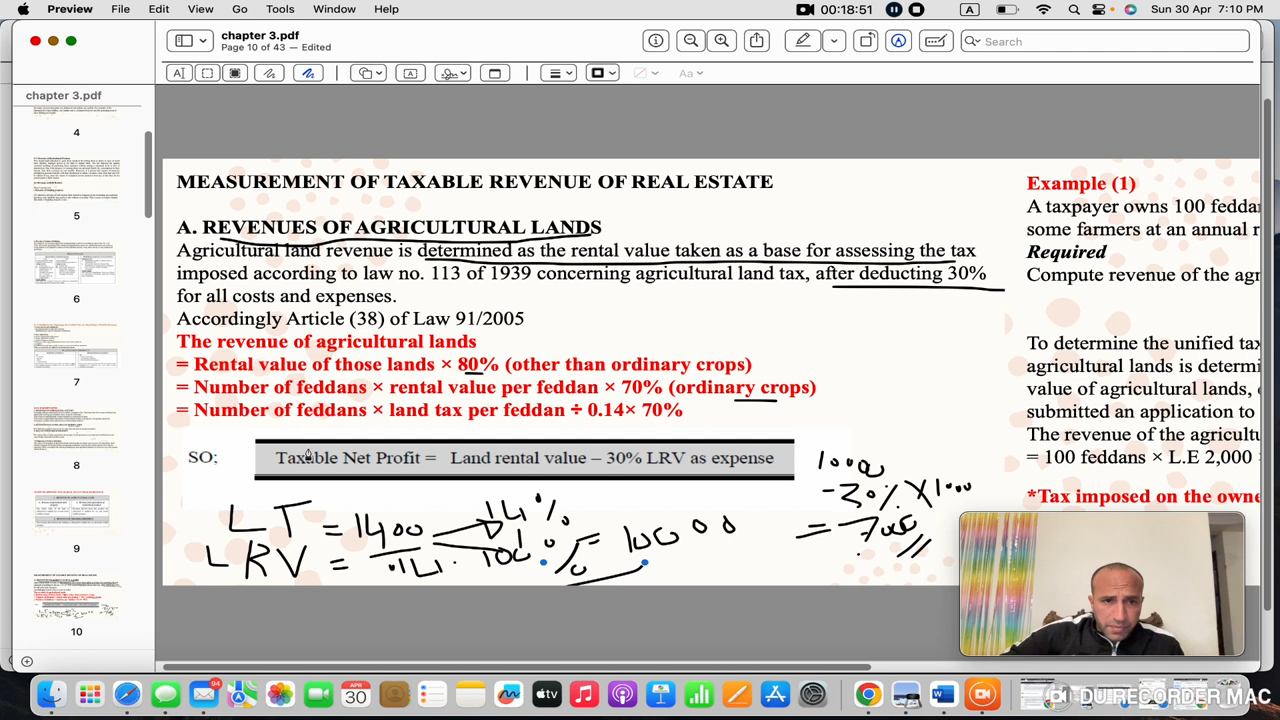 Preview File Edit View Go Tools Window Help
00:18:51
A
Sun 30 Apr 7:10 PM
chapter 3.pdf
Page 10 of 43 — Edited
Search
Aa
chapter 3.pdf
4
5
6
7
8
9
10
MEASUREMENT OF TAXABLE REVENUE OF REAL ESTATE
A. REVENUES OF AGRICULTURAL LANDS
Agricultural land revenue is determined as the rental value taken as a basis for assessing the tax
imposed according to law no. 113 of 1939 concerning agricultural land tax, after deducting 30%
for all costs and expenses.
Accordingly Article (38) of Law 91/2005
The revenue of agricultural lands
= Rental value of those lands × 80% (other than ordinary crops)
= Number of feddans × rental value per feddan × 70% (ordinary crops)
= Number of feddans × land tax per feddan ÷ 0.14× 70%
SO;
Taxable Net Profit = Land rental value – 30% LRV as expense
LT = 1400
LRV =
Example (1)
A taxpayer owns 100 feddan
some farmers at an annual r
Required
Compute revenue of the agr
To determine the unified tax
agricultural lands is determ
value of agricultural lands,
submitted an applied to
The revenue of the agricult
= 100 feddans × L.E 2,000
*Tax imposed on the
DU RECORDER MAC
94
APR
30
tv